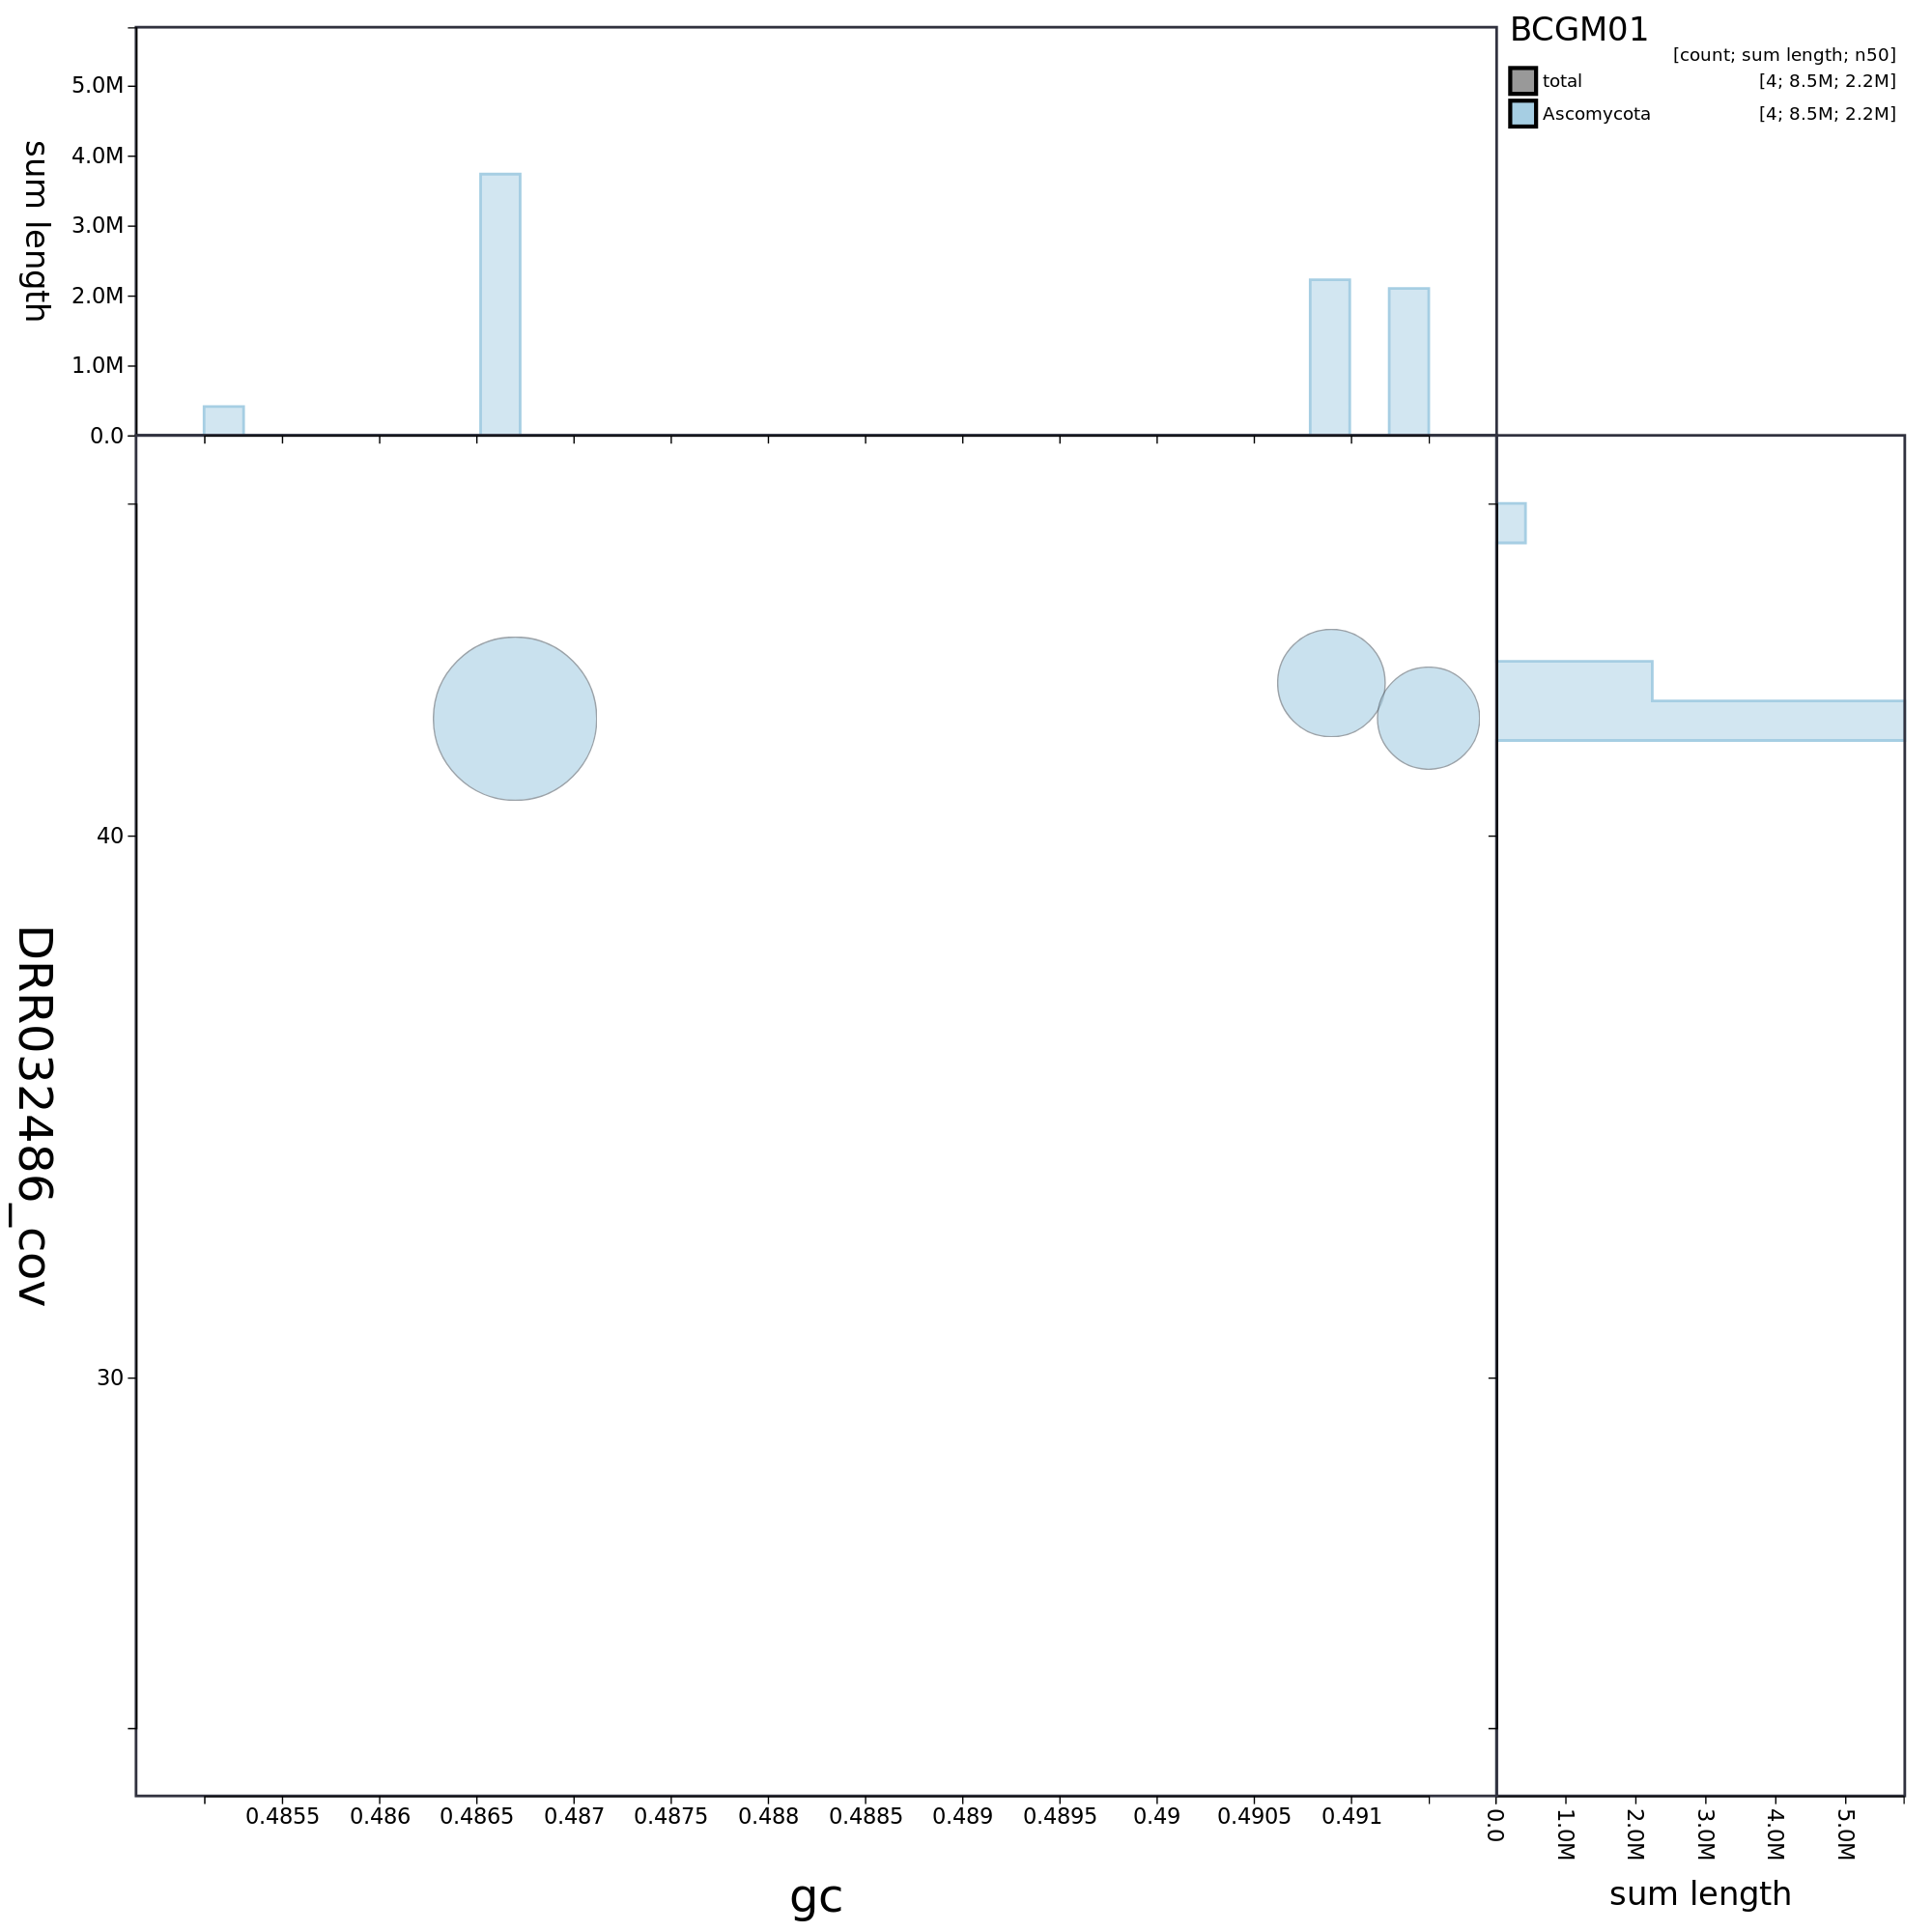 BCGM01
[count; sum length; n50]
total [4; 8.5M; 2.2M]
Ascomycota [4; 8.5M; 2.2M]
sum length
5.0M
4.0M
3.0M
2.0M
1.0M
0.0
DRR032486_cov
40
30
0.4855 0.486 0.4865 0.487 0.4875 0.488 0.4885 0.489 0.4895 0.49 0.4905 0.491
gc
0.0 1.0M 2.0M 3.0M 4.0M 5.0M
sum length